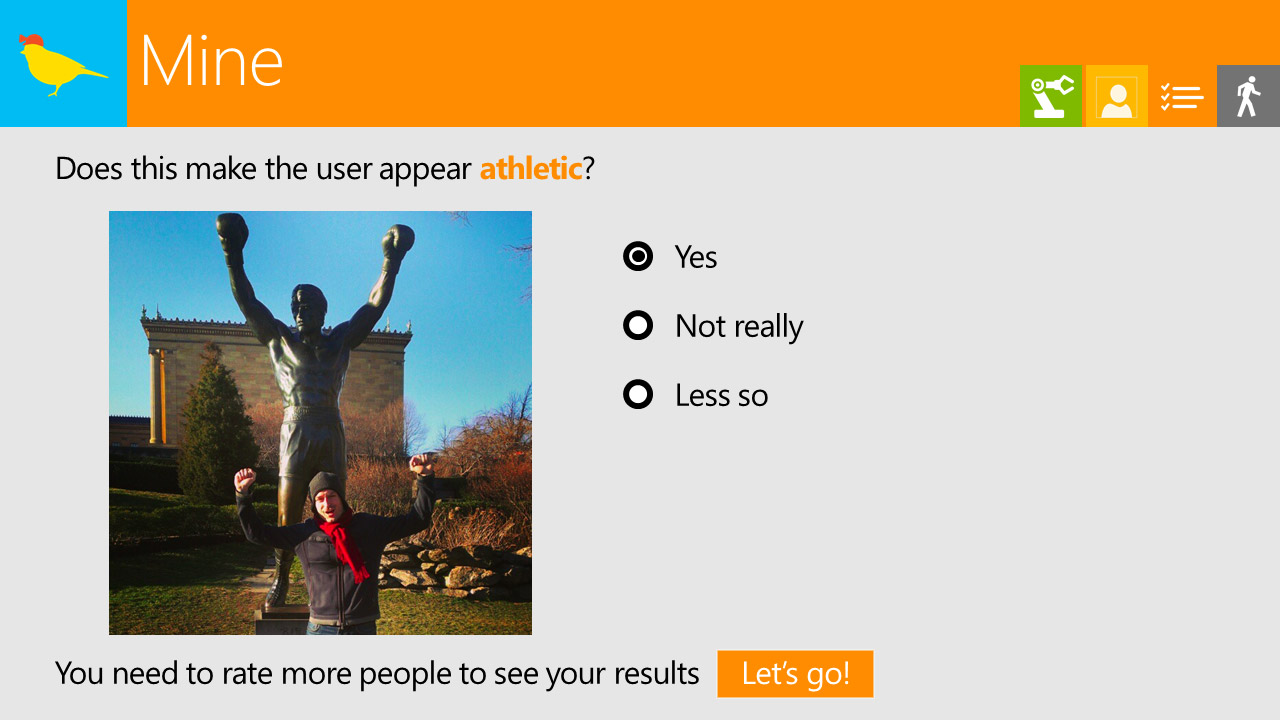 Mine
Does this make the user appear athletic?
Yes
Not really
Less so
You need to rate more people to see your results
Let's go!